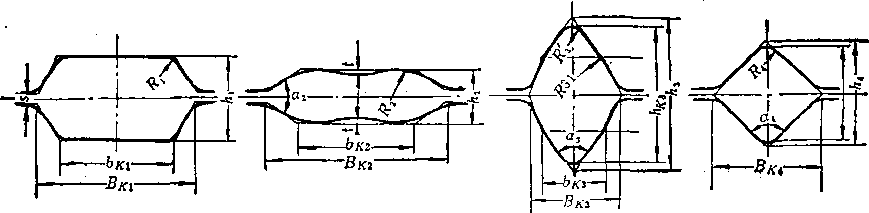 S
R₁
h₁
bK₁
BK₁
t
a₂
R₂
h₂
t
bK₂
BK₂
R'₃
R₃₁
hK₃
h₃
a₃
bK₃
BK₃
R₄
h₄
a₄
BK₄